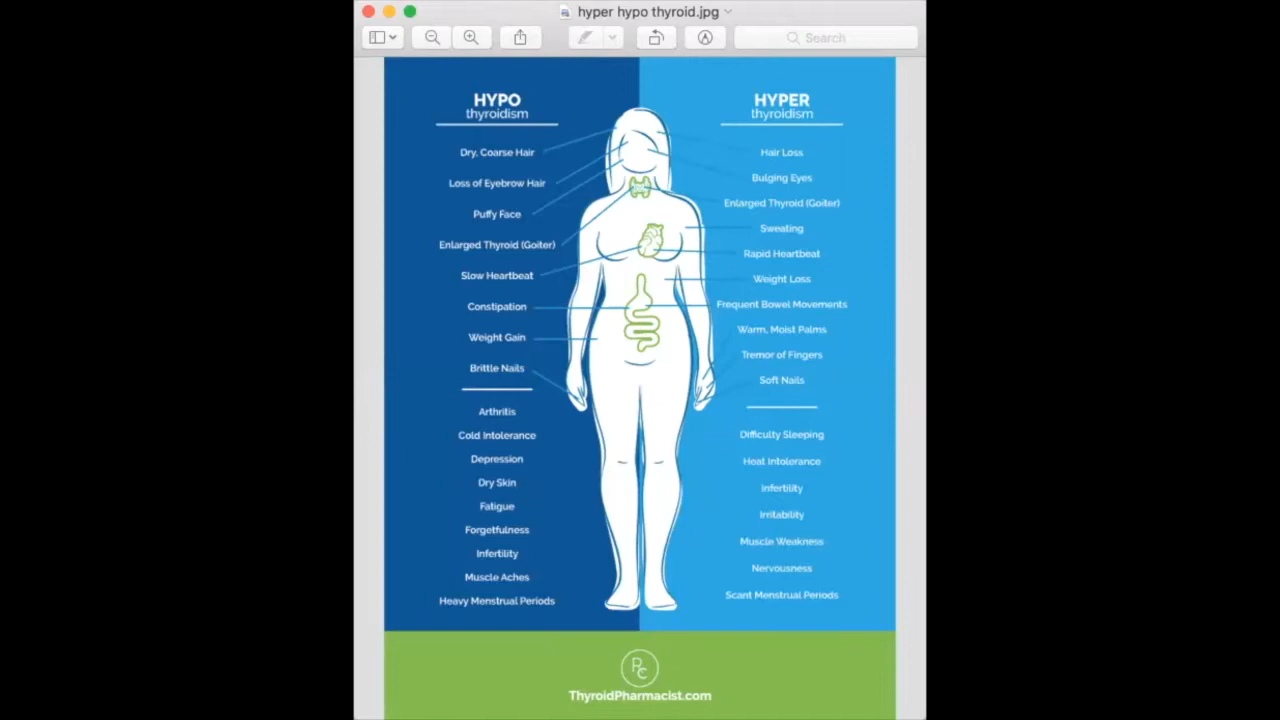 hyper hypo thyroid.jpg
Search
HYPO
thyroidism
Dry, Coarse Hair
Loss of Eyebrow Hair
Puffy Face
Enlarged Thyroid (Goiter)
Slow Heartbeat
Constipation
Weight Gain
Brittle Nails
Arthritis
Cold Intolerance
Depression
Dry Skin
Fatigue
Forgetfulness
Infertility
Muscle Aches
Heavy Menstrual Periods
HYPER
thyroidism
Hair Loss
Bulging Eyes
Enlarged Thyroid (Goiter)
Sweating
Rapid Heartbeat
Weight Loss
Frequent Bowel Movements
Warm, Moist Palms
Tremor of Fingers
Soft Nails
Difficulty Sleeping
Heat Intolerance
Infertility
Irritability
Muscle Weakness
Nervousness
Scant Menstrual Periods
PC
ThyroidPharmacist.com